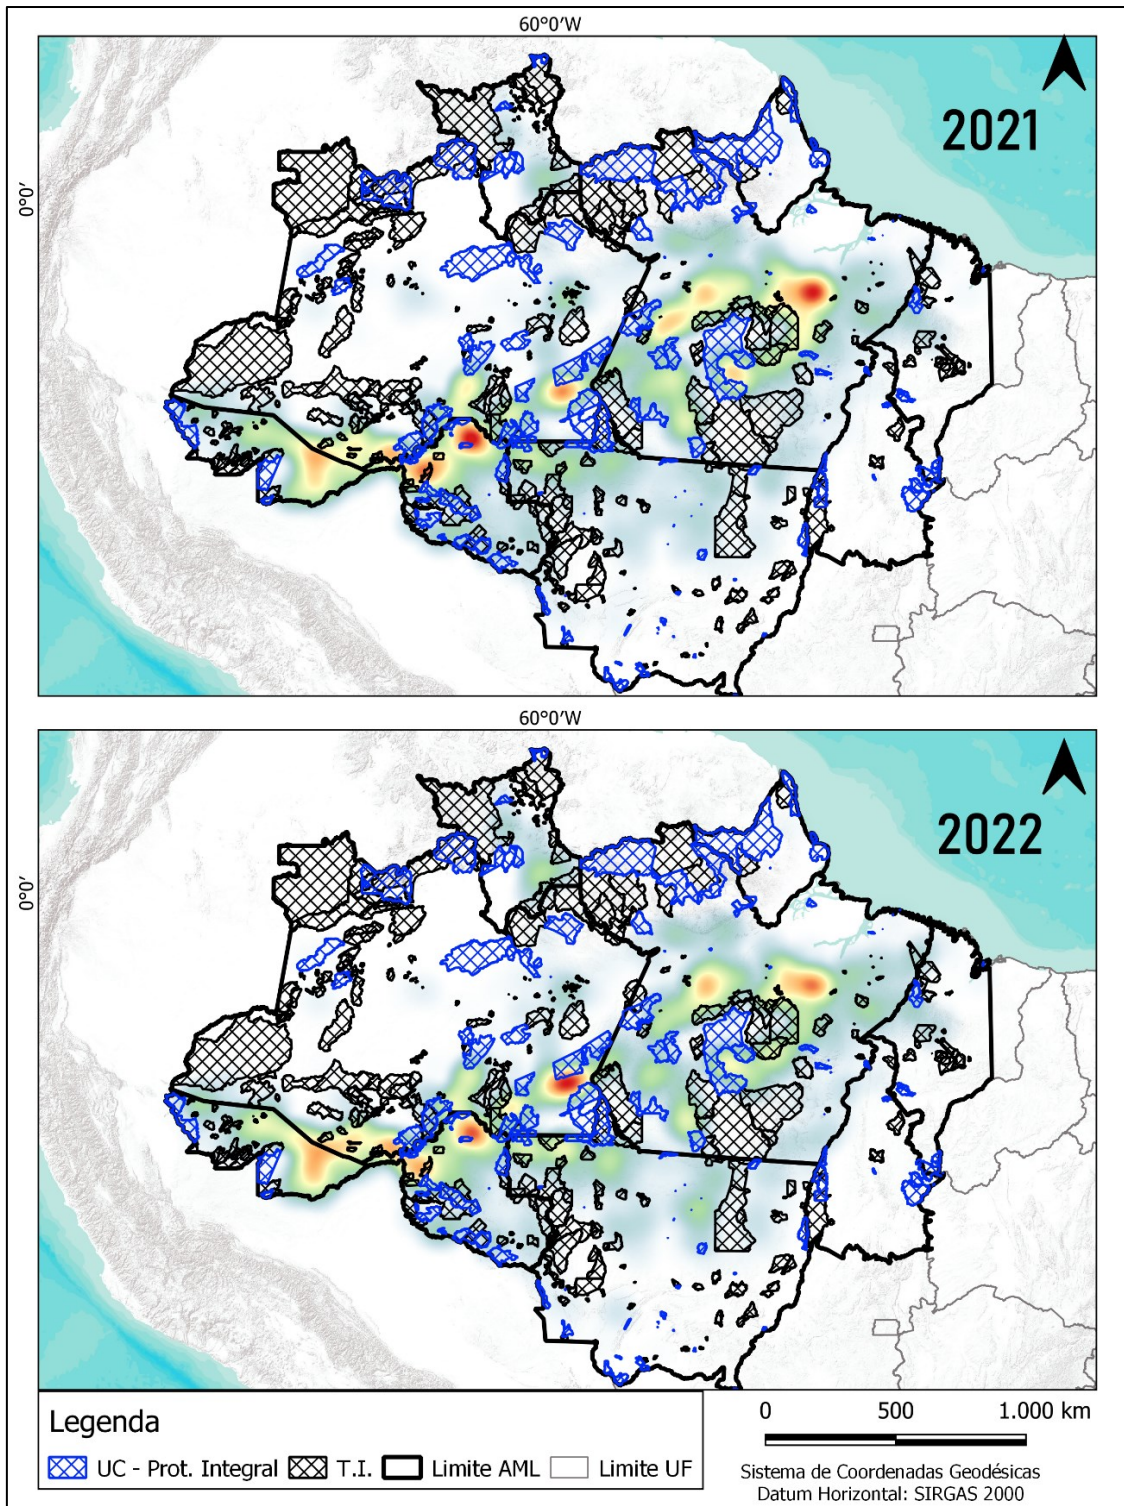 60°0'W
0°0'
2021
60°0'W
0°0'
2022
Legenda
UC - Prot. Integral
T.I.
Limite AML
Limite UF
0 500 1.000 km
Sistema de Coordenadas Geodésicas
Datum Horizontal: SIRGAS 2000